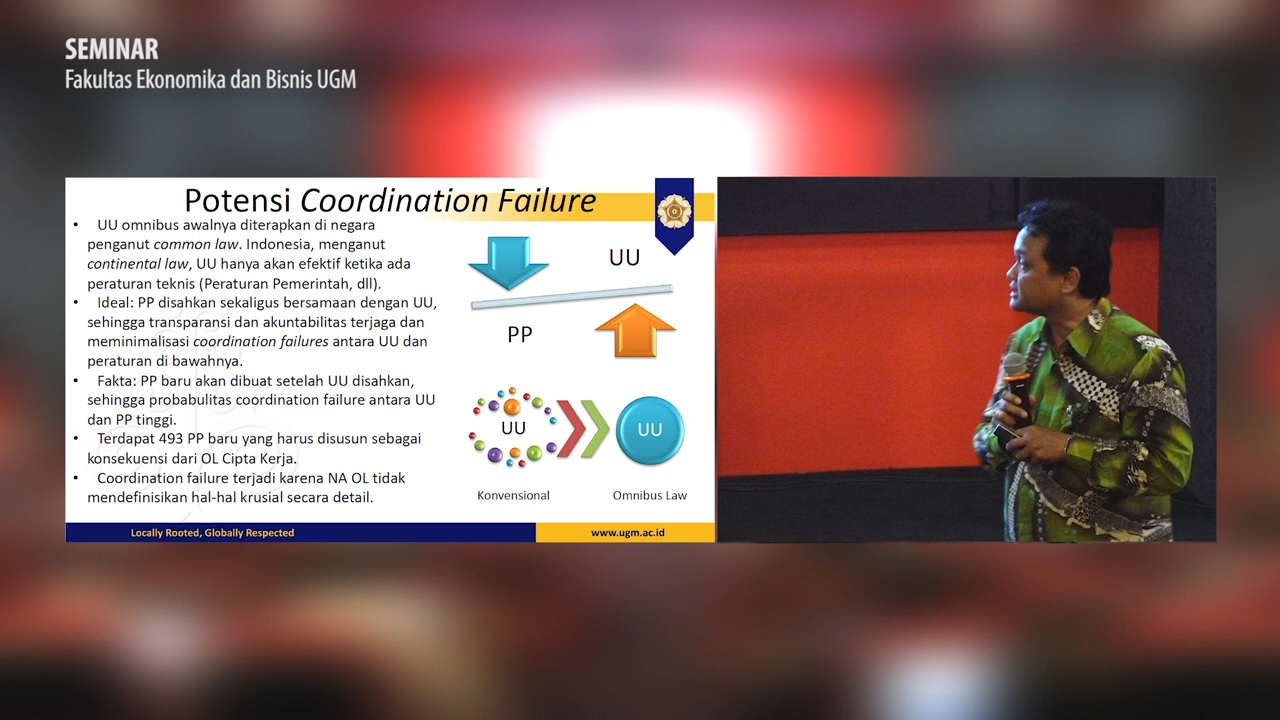 SEMINAR
Fakultas Ekonomika dan Bisnis UGM
Potensi Coordination Failure
• UU omnibus awalnya diterapkan di negara
penganut common law. Indonesia, menganut
continental law, UU hanya akan efektif ketika ada
peraturan teknis (Peraturan Pemerintah, dll).
• Ideal: PP disahkan sekaligus bersamaan dengan UU,
sehingga transparansi dan akuntabilitas terjaga dan
meminimalisasi coordination failures antara UU dan
peraturan di bawahnya.
• Fakta: PP baru akan dibuat setelah UU disahkan,
sehingga probabulitas coordination failure antara UU
dan PP tinggi.
• Terdapat 493 PP baru yang harus disusun sebagai
konsekuensi dari OL Cipta Kerja.
• Coordination failure terjadi karena NA OL tidak
mendefinisikan hal-hal krusial secara detail.
UU
PP
UU
UU
Konvensional
Omnibus Law
Locally Rooted, Globally Respected
www.ugm.ac.id